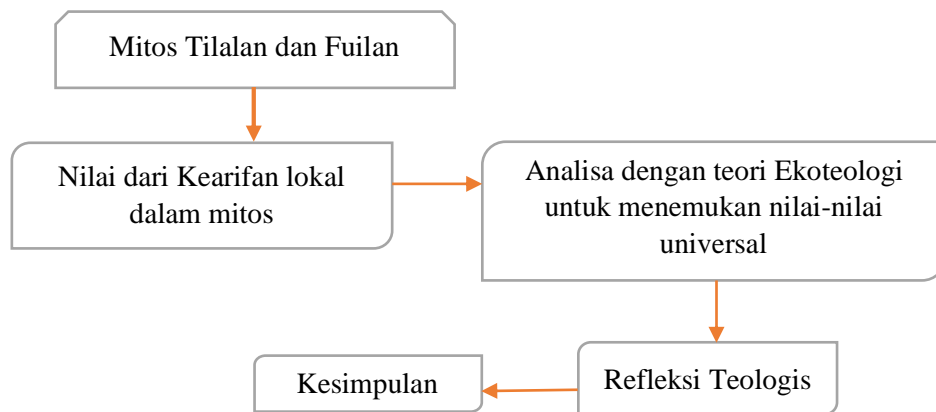 Mitos Tilalan dan Fuilan
Nilai dari Kearifan lokal
dalam mitos
Analisa dengan teori Ekoteologi
untuk menemukan nilai-nilai
universal
Refleksi Teologis
Kesimpulan